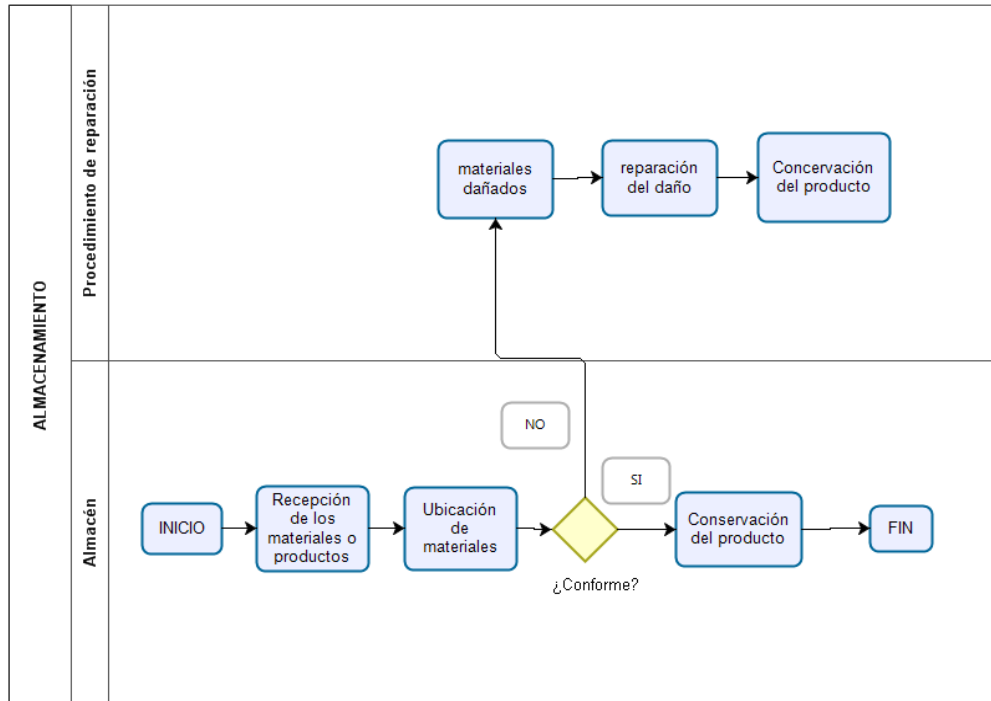 ALMACENAMIENTO
Procedimiento de reparación
materiales
dañados
reparación
del daño
Concervación
del producto
Almacén
NO
SI
INICIO
Recepción
de los
materiales o
productos
Ubicación
de
materiales
¿Conforme?
Conservación
del producto
FIN